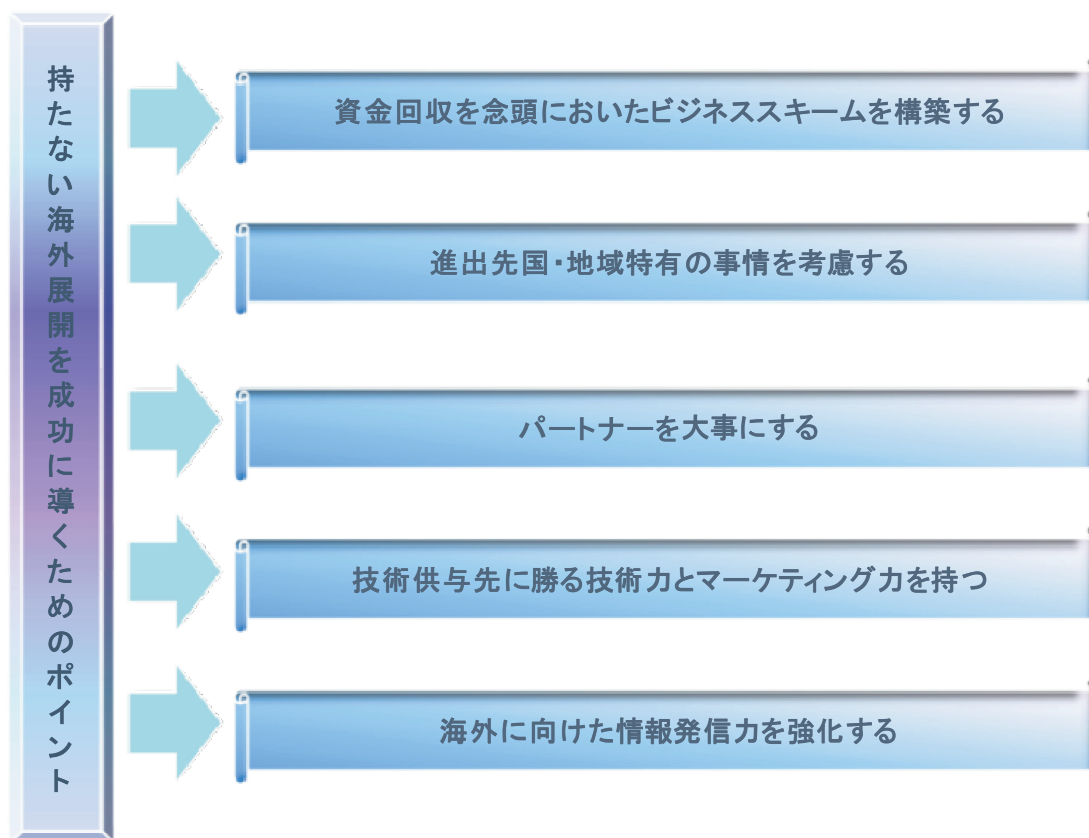 持たない海外展開を成功に導くためのポイント
資金回収を念頭においたビジネススキームを構築する
進出先国・地域特有の事情を考慮する
パートナーを大事にする
技術供与先に勝る技術力とマーケティング力を持つ
海外に向けた情報発信力を強化する